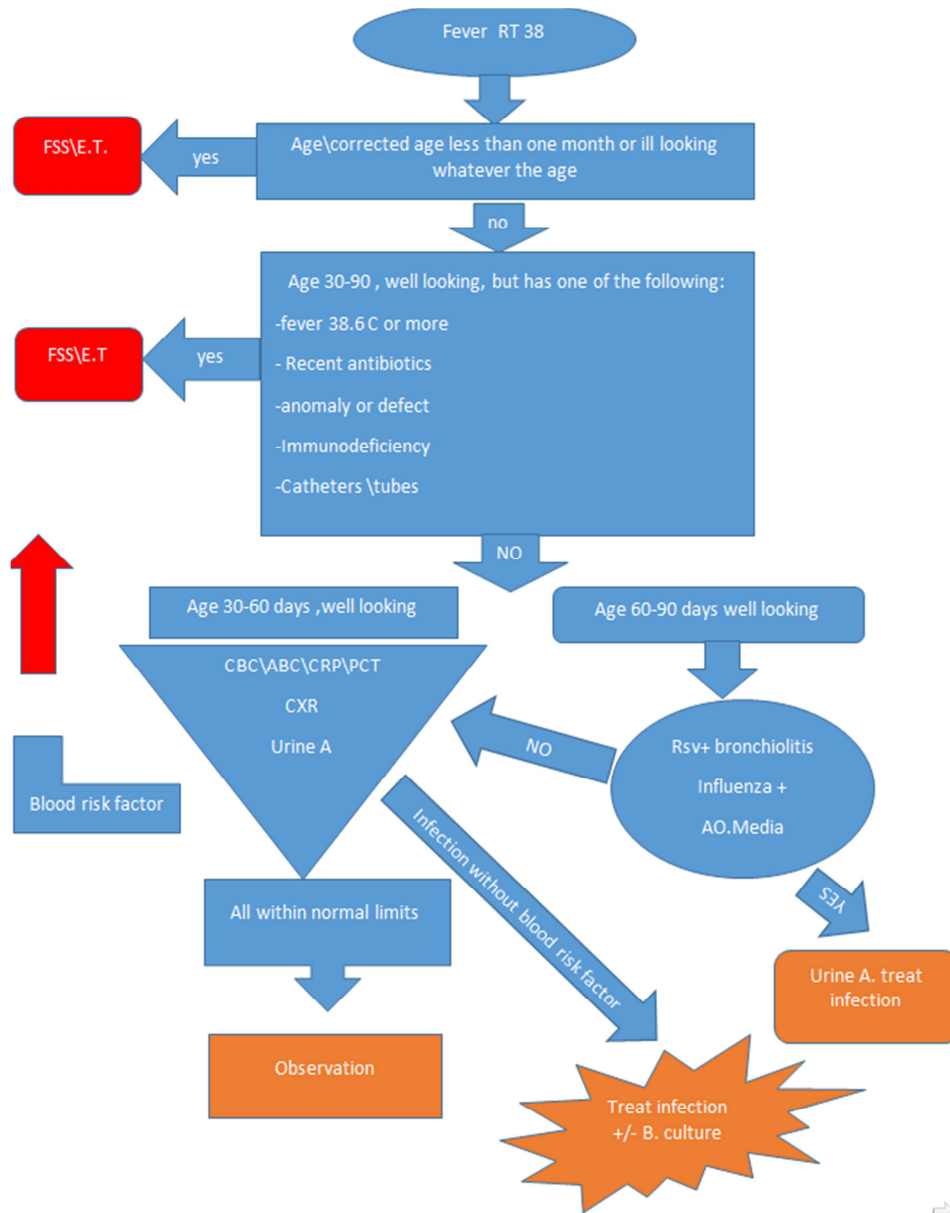 Fever RT 38
Age\corrected age less than one month or ill looking
whatever the age
yes
FSS\E.T.
no
Age 30-90 , well looking, but has one of the following:
-fever 38.6 C or more
- Recent antibiotics
-anomaly or defect
-Immunodeficiency
-Catheters \tubes
yes
FSS\E.T
NO
Age 30-60 days ,well looking
Age 60-90 days well looking
CBC\ABC\CRP\PCT
CXR
Urine A
NO
Rsv+ bronchiolitis
Influenza +
AO.Media
Blood risk factor
All within normal limits
Infection without blood risk factor
YES
Urine A. treat
infection
Observation
Treat infection
+/- B. culture